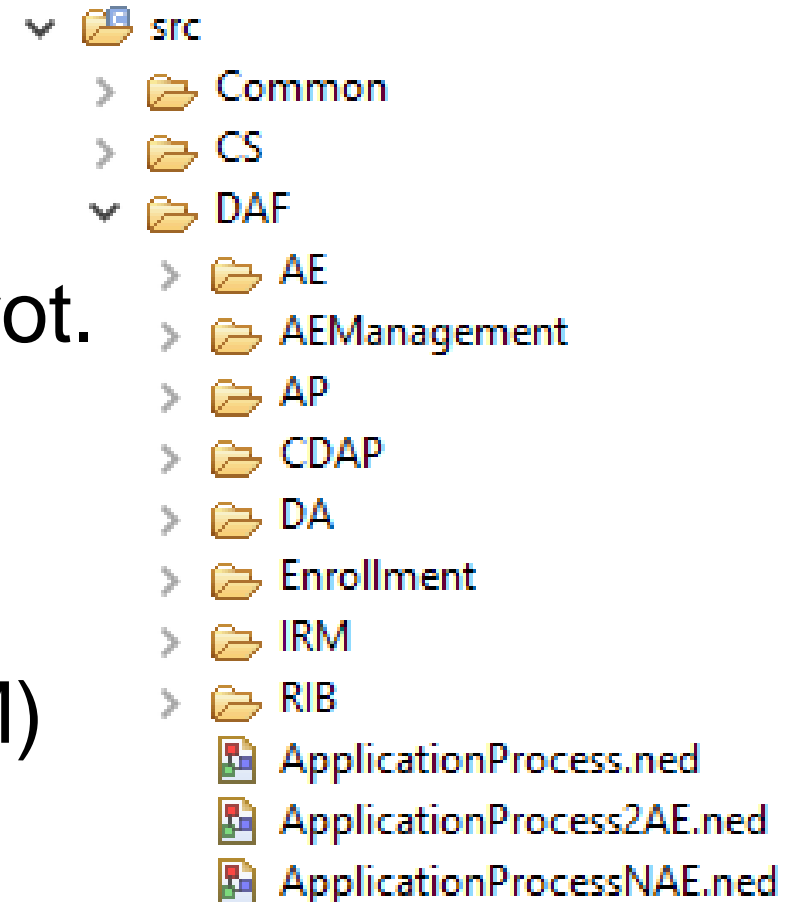 src
Common
CS
DAF
AE
AEManagement
AP
CDAP
DA
Enrollment
IRM
RIB
ApplicationProcess.ned
ApplicationProcess2AE.ned
ApplicationProcessNAE.ned